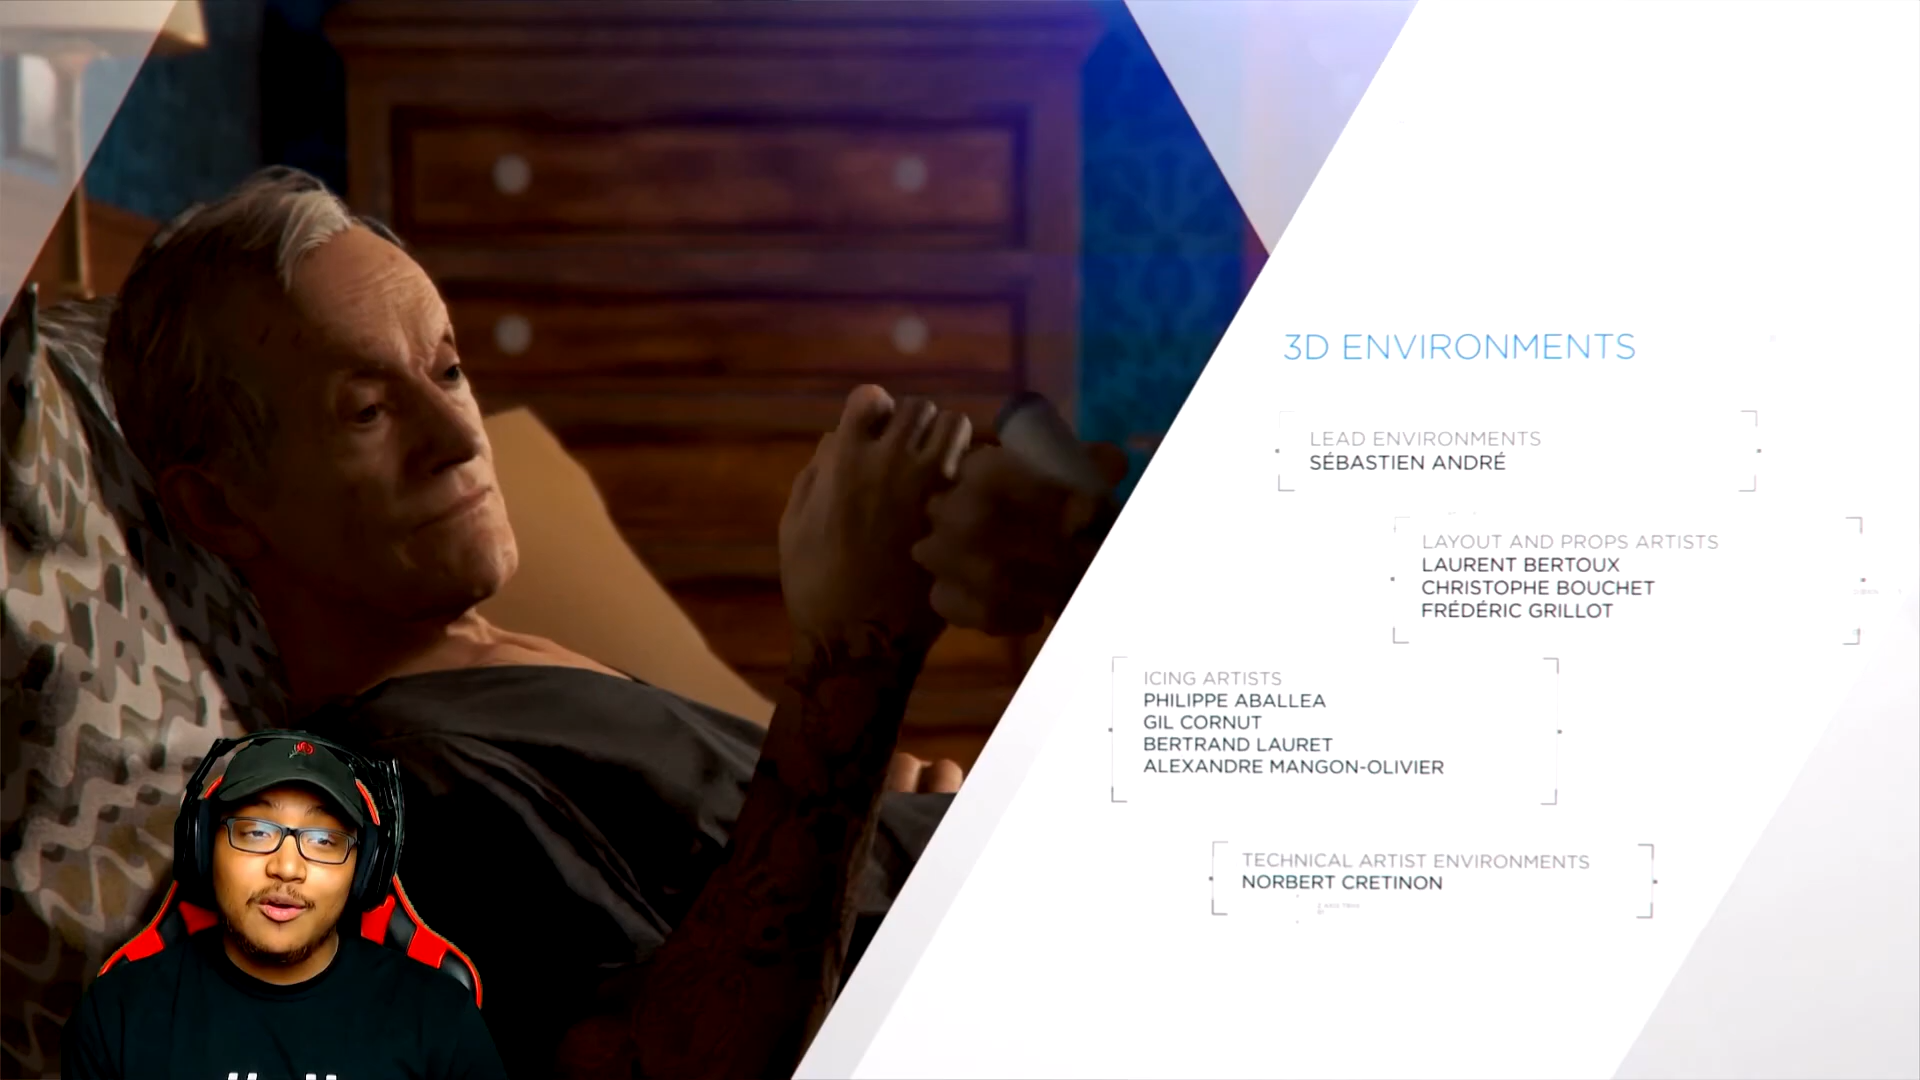 3D ENVIRONMENTS
LEAD ENVIRONMENTS
SÉBASTIEN ANDRÉ
LAYOUT AND PROPS ARTISTS
LAURENT BERTOUX
CHRISTOPHE BOUCHET
FRÉDÉRIC GRILLOT
ICING ARTISTS
PHILIPPE ABALLEA
GIL CORNUT
BERTRAND LAURET
ALEXANDRE MANGON-OLIVIER
TECHNICAL ARTIST ENVIRONMENTS
NORBERT CRETINON